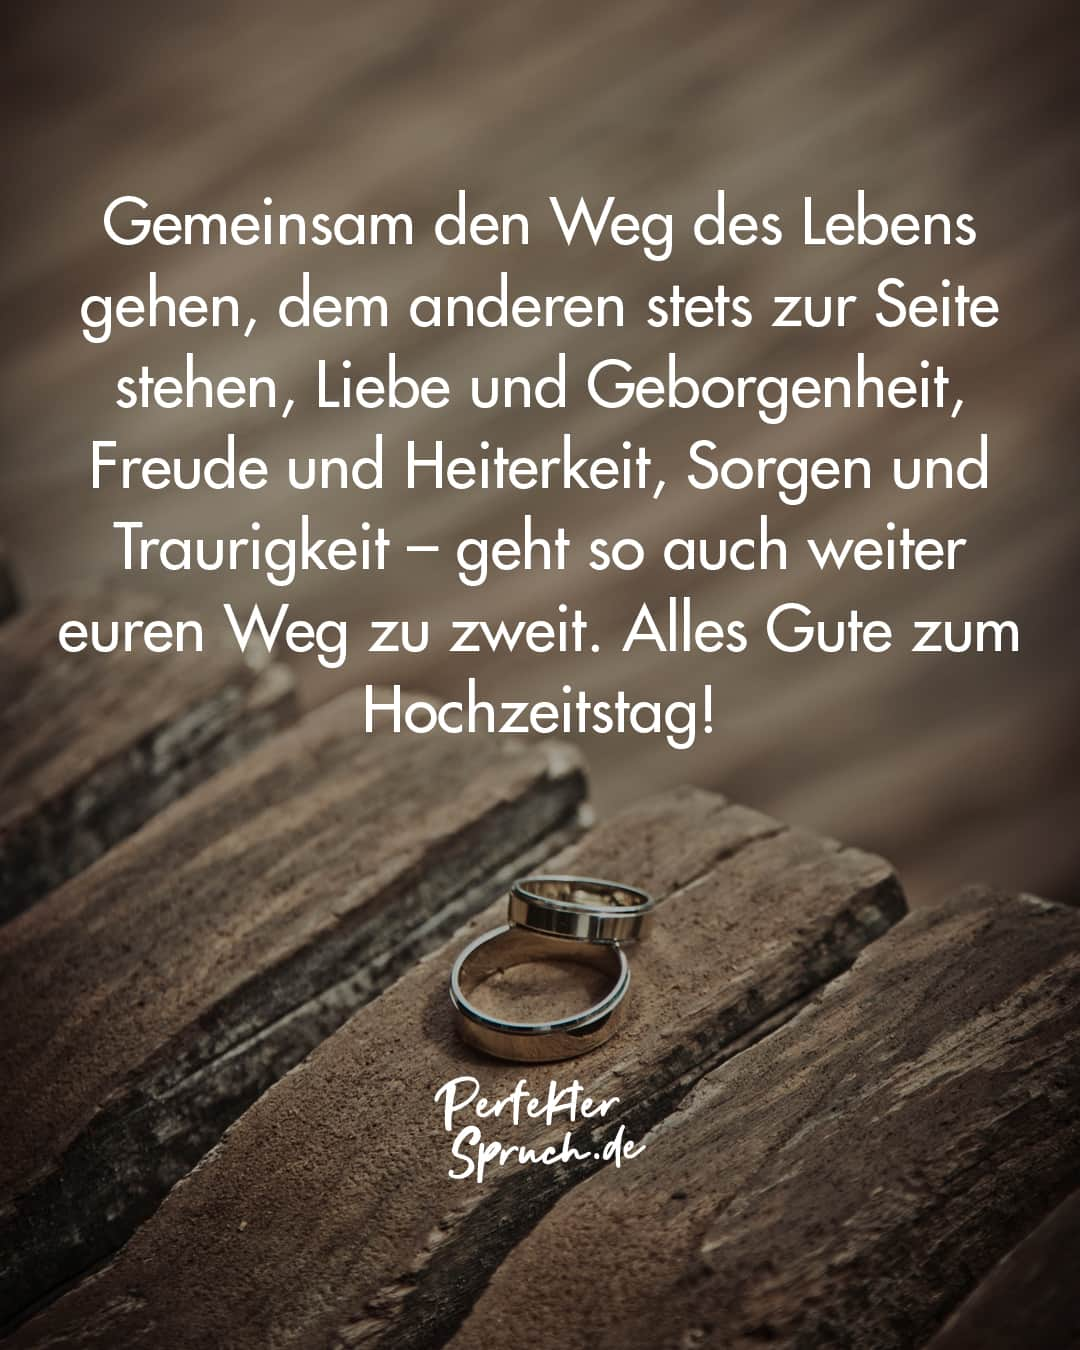 Gemeinsam den Weg des Lebens
gehen, dem anderen stets zur Seite
stehen, Liebe und Geborgenheit,
Freude und Heiterkeit, Sorgen und
Traurigkeit – geht so auch weiter
euren Weg zu zweit. Alles Gute zum
Hochzeitstag!
Perfekter
Spruch.de